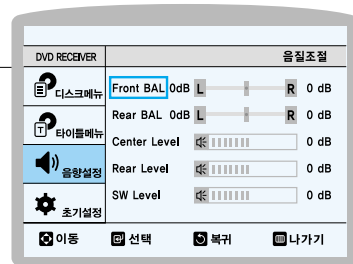 DVD RECEIVER 음질조절
디스크메뉴
타이틀메뉴
음향설정
초기설정
Front BAL 0dB L R 0 dB
Rear BAL 0dB L R 0 dB
Center Level 0 dB
Rear Level 0 dB
SW Level 0 dB
이동 선택 복귀 나가기